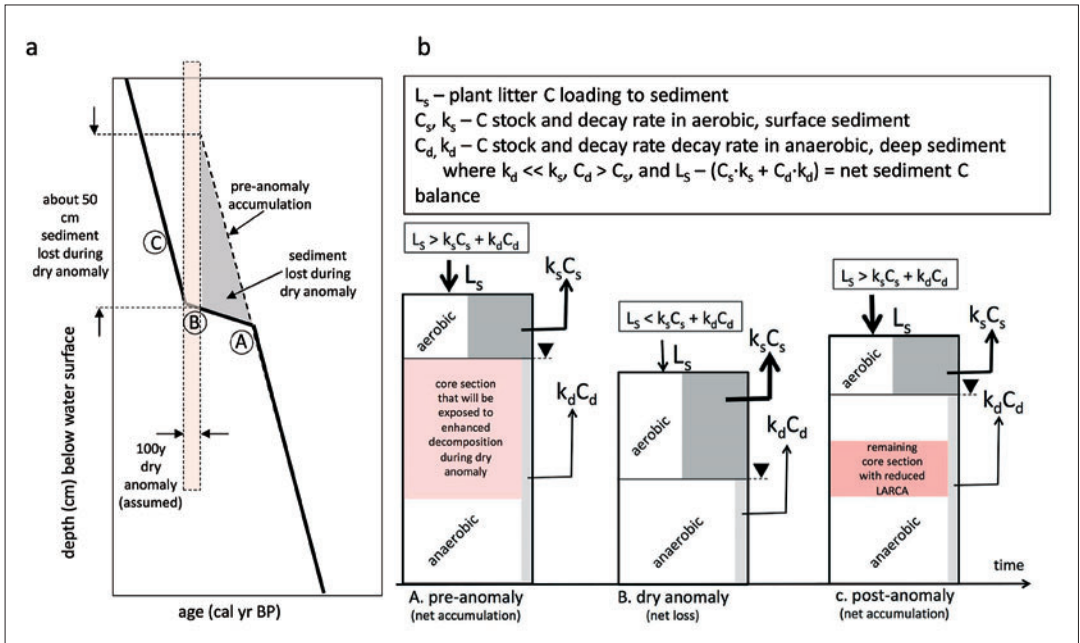 a
b
L_s – plant litter C loading to sediment
C_s, k_s – C stock and decay rate in aerobic, surface sediment
C_d, k_d – C stock and decay rate decay rate in anaerobic, deep sediment
where k_d << k_s, C_d > C_s, and L_s – (C_s·k_s + C_d·k_d) = net sediment C
balance
about 50
cm
sediment
lost during
dry anomaly
pre-anomaly
accumulation
C
sediment
lost during
dry anomaly
B
A
100y
dry
anomaly
(assumed)
depth (cm) below water surface
age (cal yr BP)
L_s > k_sC_s + k_dC_d
L_s
k_sC_s
aerobic
core section
that will be
exposed to
enhanced
decomposition
during dry
anomaly
k_dC_d
anaerobic
A. pre-anomaly
(net accumulation)
L_s < k_sC_s + k_dC_d
L_s
k_sC_s
aerobic
k_dC_d
anaerobic
B. dry anomaly
(net loss)
L_s > k_sC_s + k_dC_d
L_s
k_sC_s
aerobic
k_dC_d
remaining
core section
with reduced
LARCA
anaerobic
time
c. post-anomaly
(net accumulation)